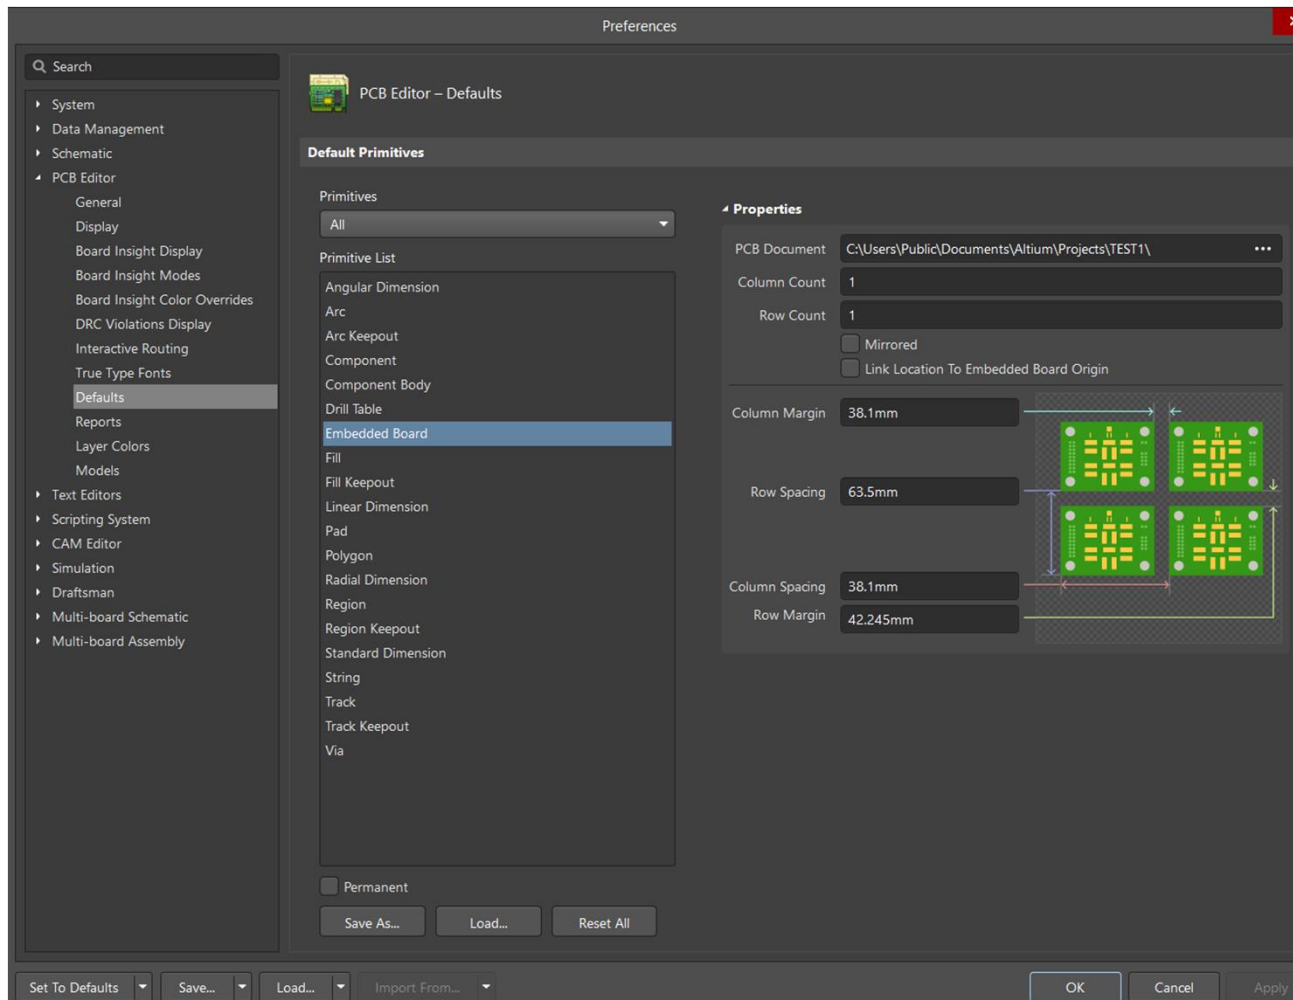 Preferences
Search
System
Data Management
Schematic
PCB Editor
General
Display
Board Insight Display
Board Insight Modes
Board Insight Color Overrides
DRC Violations Display
Interactive Routing
True Type Fonts
Defaults
Reports
Layer Colors
Models
Text Editors
Scripting System
CAM Editor
Simulation
Draftsman
Multi-board Schematic
Multi-board Assembly
PCB Editor – Defaults
Default Primitives
Primitives
All
Primitive List
Angular Dimension
Arc
Arc Keepout
Component
Component Body
Drill Table
Embedded Board
Fill
Fill Keepout
Linear Dimension
Pad
Polygon
Radial Dimension
Region
Region Keepout
Standard Dimension
String
Track
Track Keepout
Via
Permanent
Save As... Load... Reset All
Properties
PCB Document C:\Users\Public\Documents\Altium\Projects\TEST1\ ...
Column Count 1
Row Count 1
Mirrored
Link Location To Embedded Board Origin
Column Margin 38.1mm
Row Spacing 63.5mm
Column Spacing 38.1mm
Row Margin 42.245mm
Set To Defaults Save... Load... Import From... OK Cancel Apply